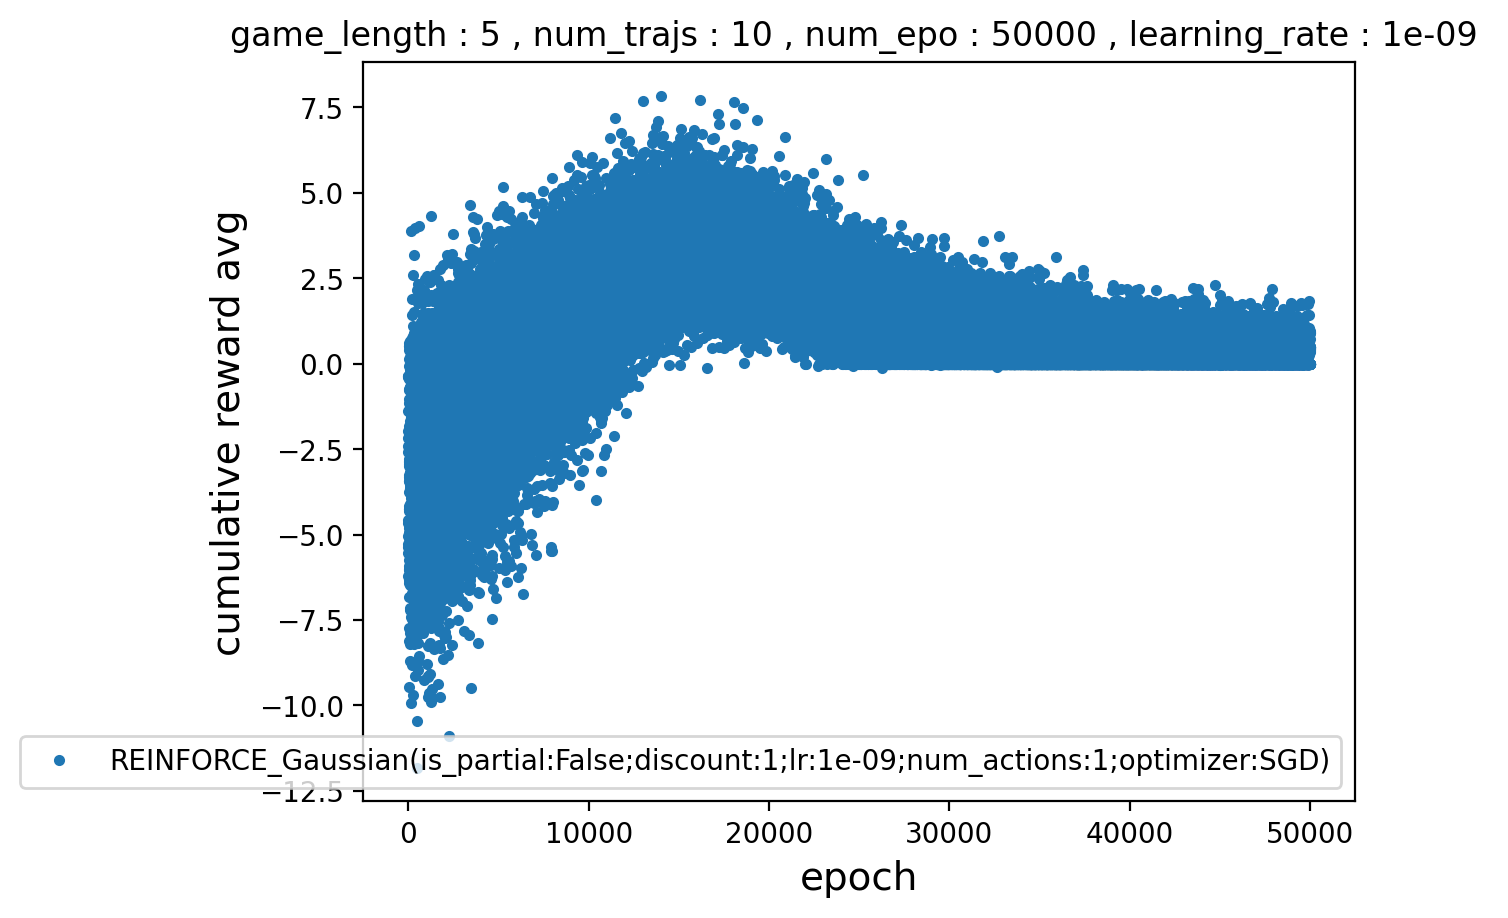 game_length : 5 , num_trajs : 10 , num_epo : 50000 , learning_rate : 1e-09
7.5
5.0
2.5
0.0
−2.5
−5.0
−7.5
−10.0
−12.5
cumulative reward avg
REINFORCE_Gaussian(is_partial:False;discount:1;lr:1e-09;num_actions:1;optimizer:SGD)
0 10000 20000 30000 40000 50000
epoch